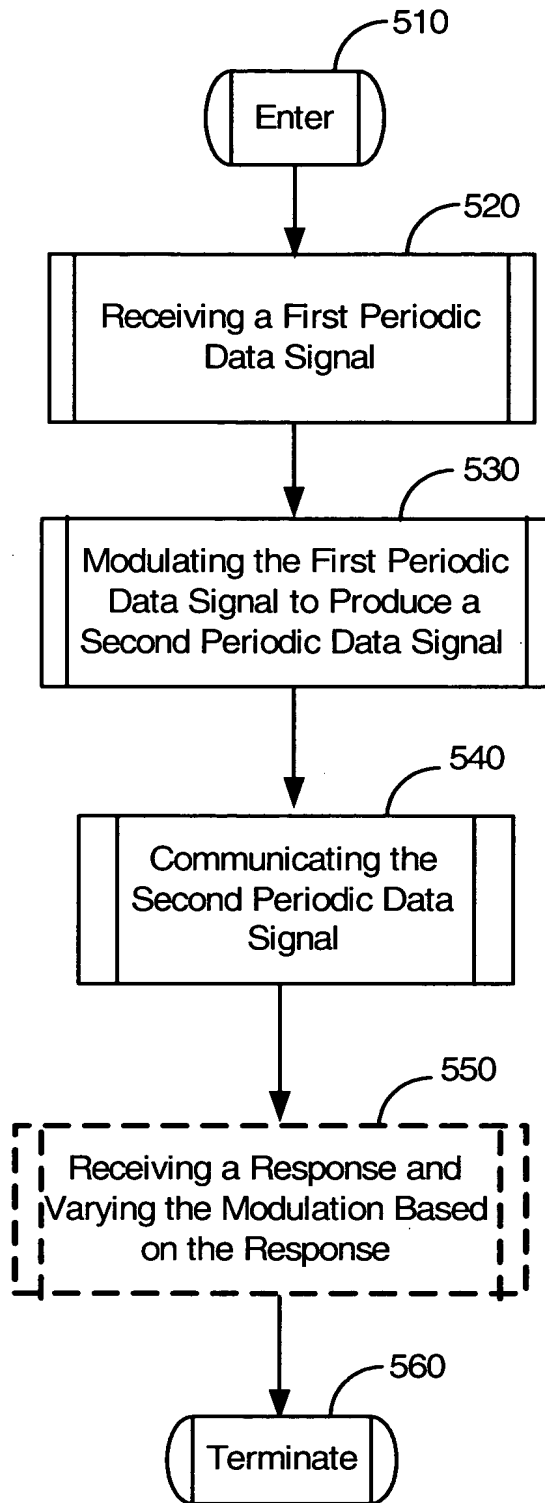 510
Enter
520
Receiving a First Periodic
Data Signal
530
Modulating the First Periodic
Data Signal to Produce a
Second Periodic Data Signal
540
Communicating the
Second Periodic Data
Signal
550
Receiving a Response and
Varying the Modulation Based
on the Response
560
Terminate